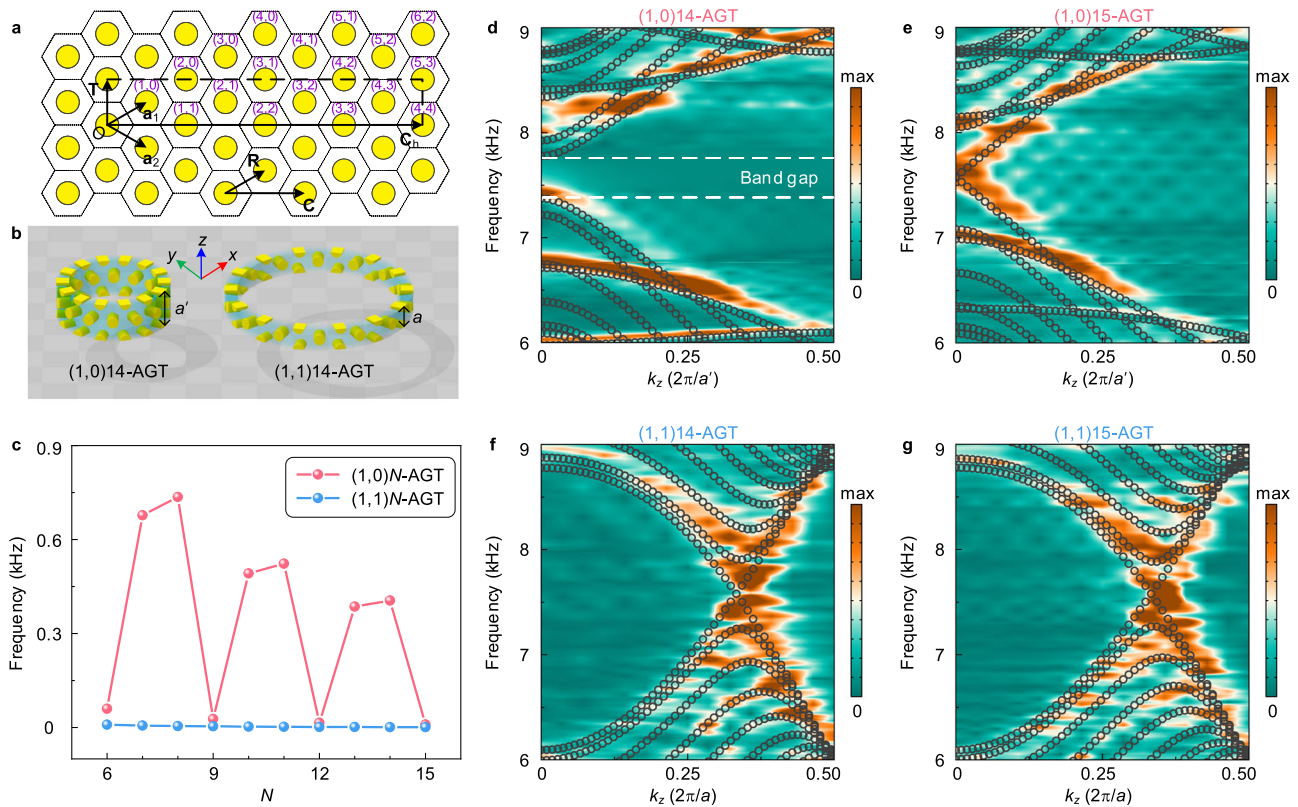 a
(4,0) (5,1) (6,2)
(3,0) (4,1) (5,2)
(2,0) (3,1) (4,2) (5,3)
T (1,0) (2,1) (3,2) (4,3)
a1
(1,1) (2,2) (3,3) (4,4)
O
a2
Ch
R
C
b
z
y x
a′
a
(1,0)14-AGT (1,1)14-AGT
c
0.9
0.6
0.3
0
Frequency (kHz)
(1,0)N-AGT
(1,1)N-AGT
6 9 12 15
N
d
(1,0)14-AGT
9
8
7
6
Frequency (kHz)
Band gap
0 0.25 0.50
kz (2π/a′)
max
0
e
(1,0)15-AGT
9
8
7
6
Frequency (kHz)
0 0.25 0.50
kz (2π/a′)
max
0
f
(1,1)14-AGT
9
8
7
6
Frequency (kHz)
0 0.25 0.50
kz (2π/a)
max
0
g
(1,1)15-AGT
9
8
7
6
Frequency (kHz)
0 0.25 0.50
kz (2π/a)
max
0